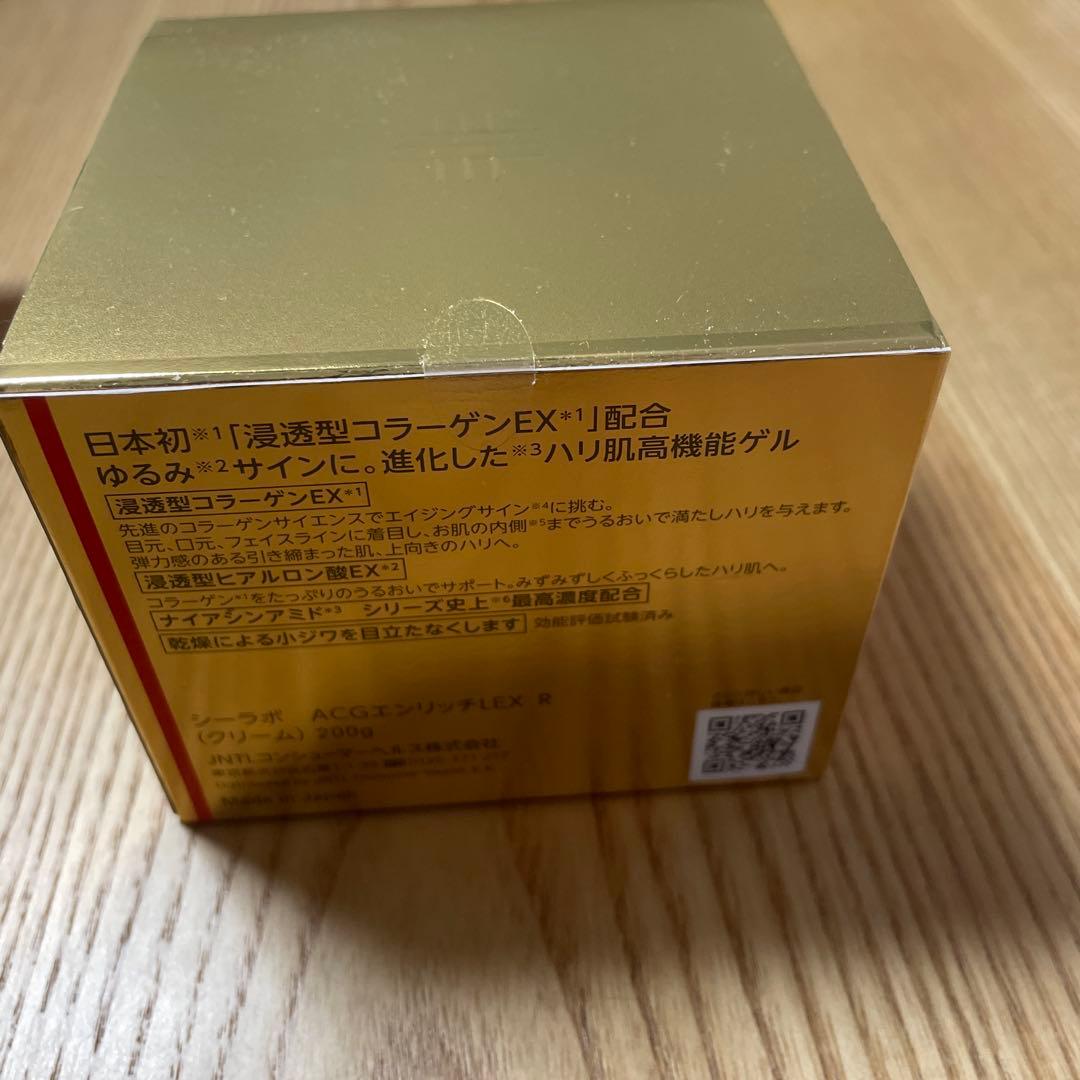 日本初※1「浸透型コラーゲンEX*1」配合
ゆるみ※2サインに。進化した※3ハリ肌高機能ゲル
浸透型コラーゲンEX*1
先進のコラーゲンサイエンスでエイジングサイン※4に挑む。
目元、口元、フェイスラインに着目し、お肌の内側※5までうるおいで満たしハリを与えます。
弾力感のある引き締まった肌、上向きのハリへ。
浸透型ヒアルロン酸EX*2
コラーゲン*1をたっぷりのうるおいでサポート。みずみずしくふっくらしたハリ肌へ。
ナイアシンアミド*3 シリーズ史上※6最高濃度配合
乾燥による小ジワを目立たなくします 効能評価試験済み
シーラボ ACGエンリッチLEX R
(クリーム) 200g
JNTLコンシューマーヘルス株式会社
Made in Japan